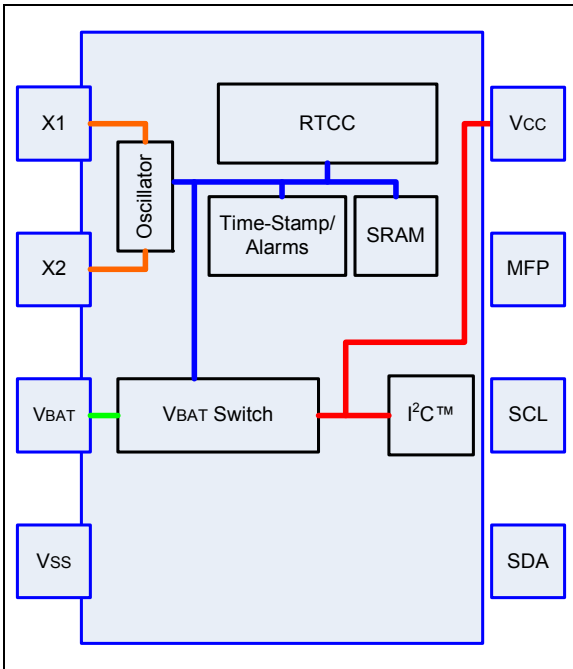 X1
RTCC
VCC
Oscillator
X2
Time-Stamp/
Alarms
SRAM
MFP
VBAT
VBAT Switch
I²C™
SCL
VSS
SDA